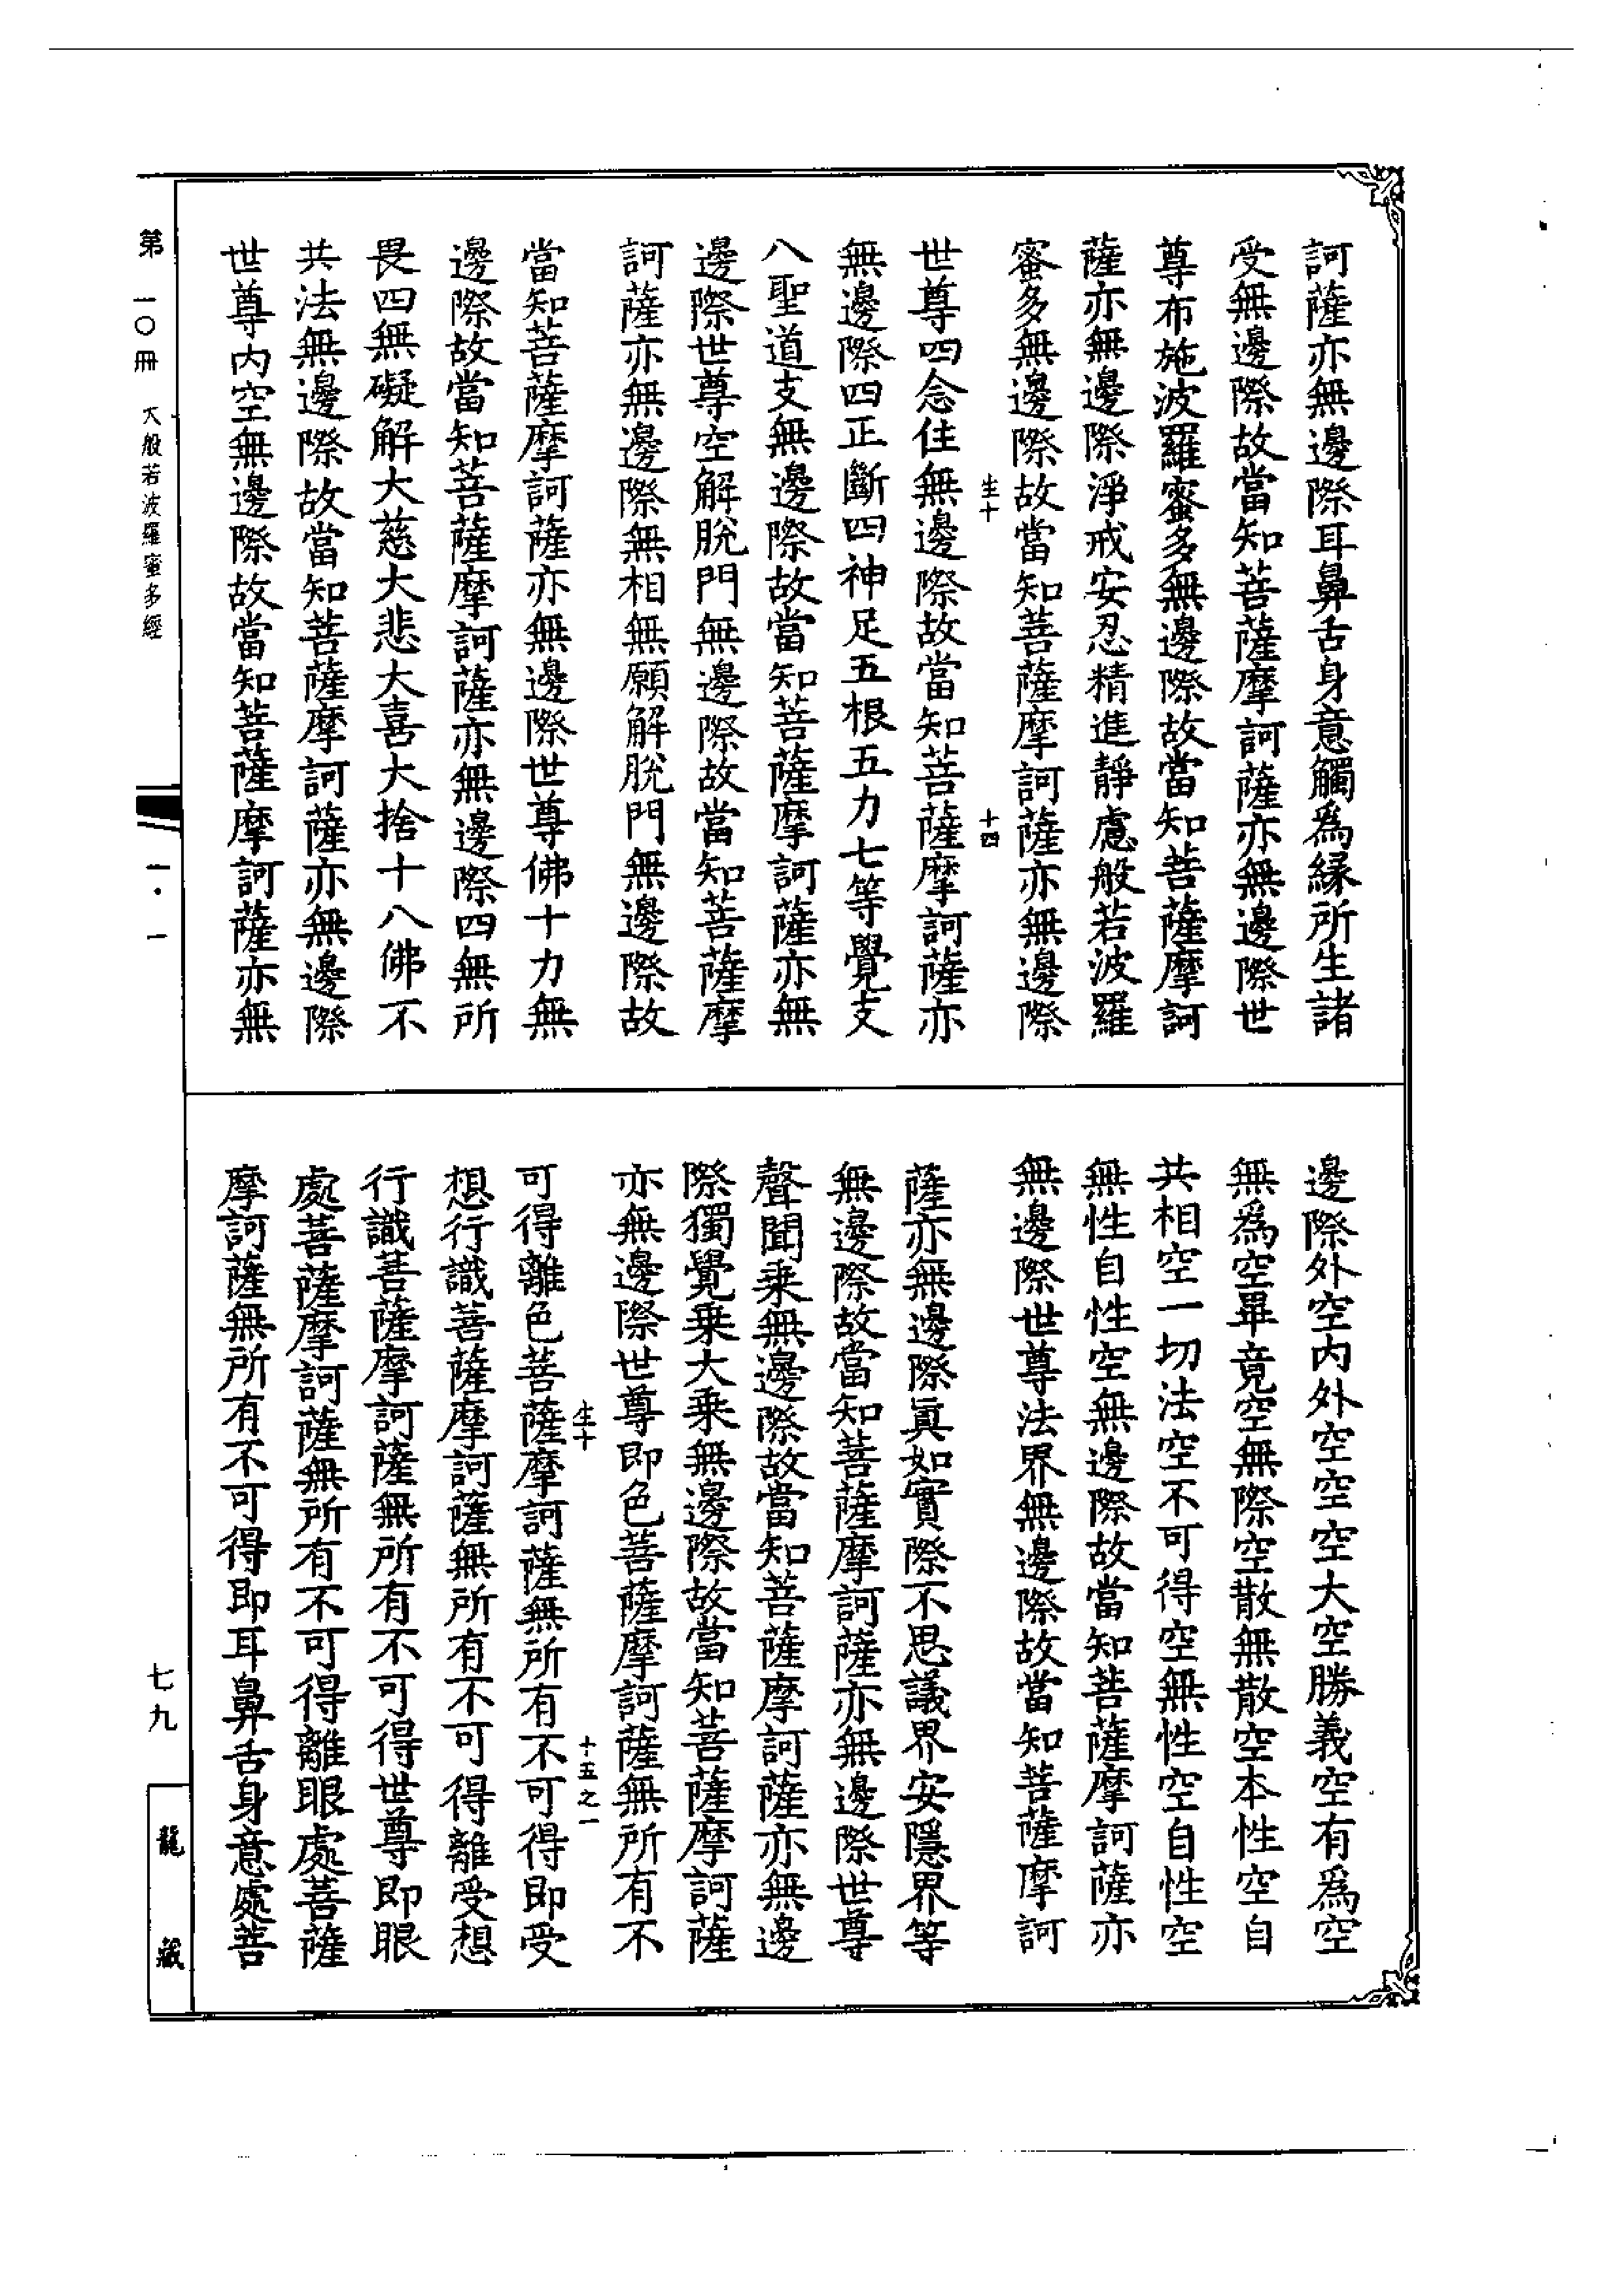 訶薩亦無邊際耳鼻舌身意觸爲縁所生諸
受無邊際故當知菩薩摩訶薩亦無邊際世
尊布施波羅蜜多無邊際故當知菩薩摩訶
薩亦無邊際淨戒安忍精進靜慮般若波羅
蜜多無邊際故當知菩薩摩訶薩亦無邊際
生十
十四
世尊四念住無邊際故當知菩薩摩訶薩亦
無邊際四正斷四神足五根五力七等覺支
八聖道支無邊際故當知菩薩摩訶薩亦無
邊際世尊空解脫門無邊際故當知菩薩摩
訶薩亦無邊際無相無願解脫門無邊際故
當知菩薩摩訶薩亦無邊際世尊佛十力無
邊際故當知菩薩摩訶薩亦無邊際四無所
畏四無礙解大慈大悲大喜大捨十八佛不
共法無邊際故當知菩薩摩訶薩亦無邊際
世尊内空無邊際故當知菩薩摩訶薩亦無
邊際外空内外空空空大空勝義空有爲空
無爲空畢竟空無際空散無散空本性空自
共相空一切法空不可得空無性空自性空
無性自性空無邊際故當知菩薩摩訶薩亦
無邊際世尊法界無邊際故當知菩薩摩訶
薩亦無邊際眞如實際不思議界安隱界等
無邊際故當知菩薩摩訶薩亦無邊際世尊
聲聞乗無邊際故當知菩薩摩訶薩亦無邊
際獨覺乗大乗無邊際故當知菩薩摩訶薩
亦無邊際世尊即色菩薩摩訶薩無所有不
生十
十五之一
可得離色菩薩摩訶薩無所有不可得即受
想行識菩薩摩訶薩無所有不可得離受想
行識菩薩摩訶薩無所有不可得世尊即眼
處菩薩摩訶薩無所有不可得離眼處菩薩
摩訶薩無所有不可得即耳鼻舌身意處菩
第一〇冊 大般若波羅蜜多經
一·一
七九
龍藏